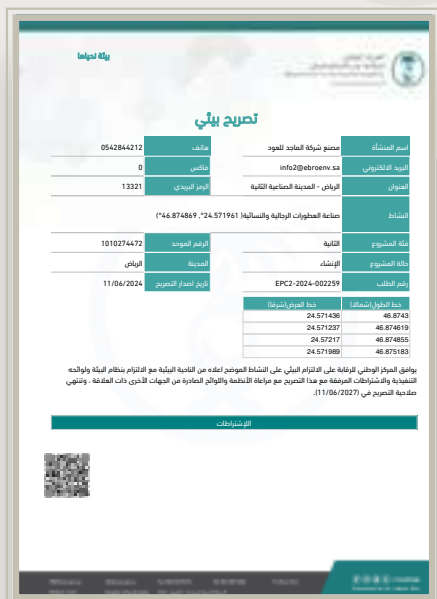 بيئة نحياها
تصريح بيئي
اسم المنشأة مصنع شركة الماجد للعود هاتف 0542844212
البريد الالكتروني info2@ebroenv.sa فاكس 0
العنوان الرياض - المدينة الصناعية الثانية الرمز البريدي 13321
النشاط صناعة العطورات الرجالية والنسائية( 24.571961°, 46.874869°)
فئة المشروع الثانية الرقم الموحد 1010274472
حالة المشروع الإنشاء المدينة الرياض
رقم الطلب EPC2-2024-002259 تاريخ اصدار التصريح 11/06/2024
خط الطول(شمالا) خط العرض(شرقا)
46.8743 24.571436
46.874619 24.571237
46.874855 24.57217
46.875183 24.571989
يوافق المركز الوطني للرقابة على الالتزام البيئي على النشاط الموضح اعلاه من الناحية البيئية مع الالتزام بنظام البيئة ولوائحه
التنفيذية والاشتراطات المرفقة مع هذا التصريح مع مراعاة الأنظمة واللوائح الصادرة من الجهات الأخرى ذات العلاقة ، وتنتهي
صلاحية التصريح في (11/06/2027).
الاشتراطات